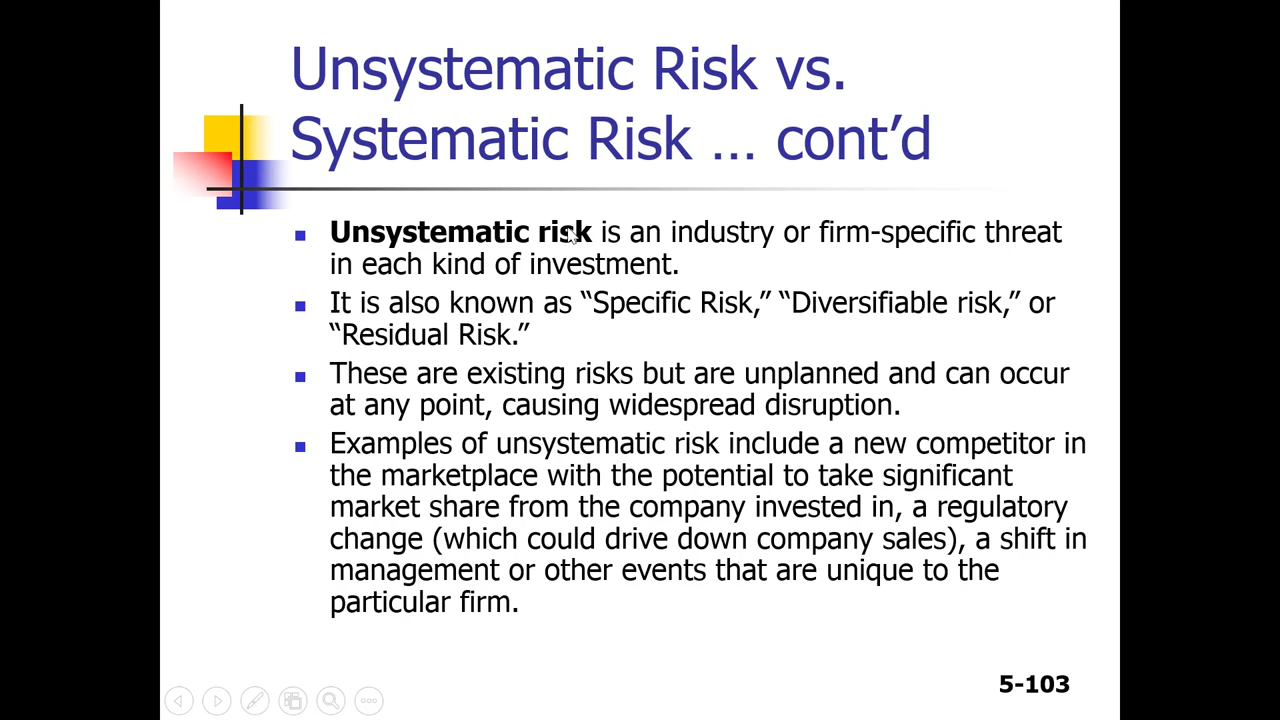 Unsystematic Risk vs.
Systematic Risk … cont’d
Unsystematic risk is an industry or firm-specific threat
in each kind of investment.
It is also known as “Specific Risk,” “Diversifiable risk,” or
“Residual Risk.”
These are existing risks but are unplanned and can occur
at any point, causing widespread disruption.
Examples of unsystematic risk include a new competitor in
the marketplace with the potential to take significant
market share from the company invested in, a regulatory
change (which could drive down company sales), a shift in
management or other events that are unique to the
particular firm.
5-103